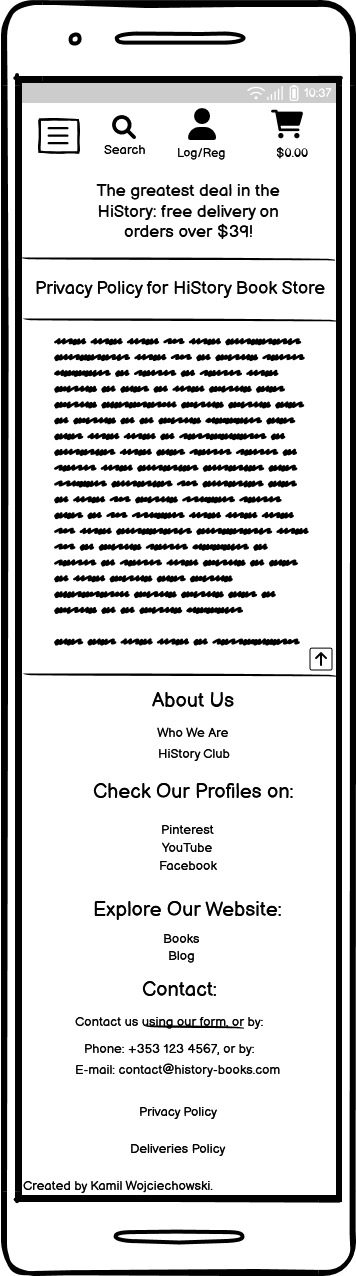 10:37
Search
Log/Reg
$0.00
The greatest deal in the
HiStory: free delivery on
orders over $39!
Privacy Policy for HiStory Book Store
About Us
Who We Are
HiStory Club
Check Our Profiles on:
Pinterest
YouTube
Facebook
Explore Our Website:
Books
Blog
Contact:
Contact us using our form, or by:
Phone: +353 123 4567, or by:
E-mail: contact@history-books.com
Privacy Policy
Deliveries Policy
Created by Kamil Wojciechowski.